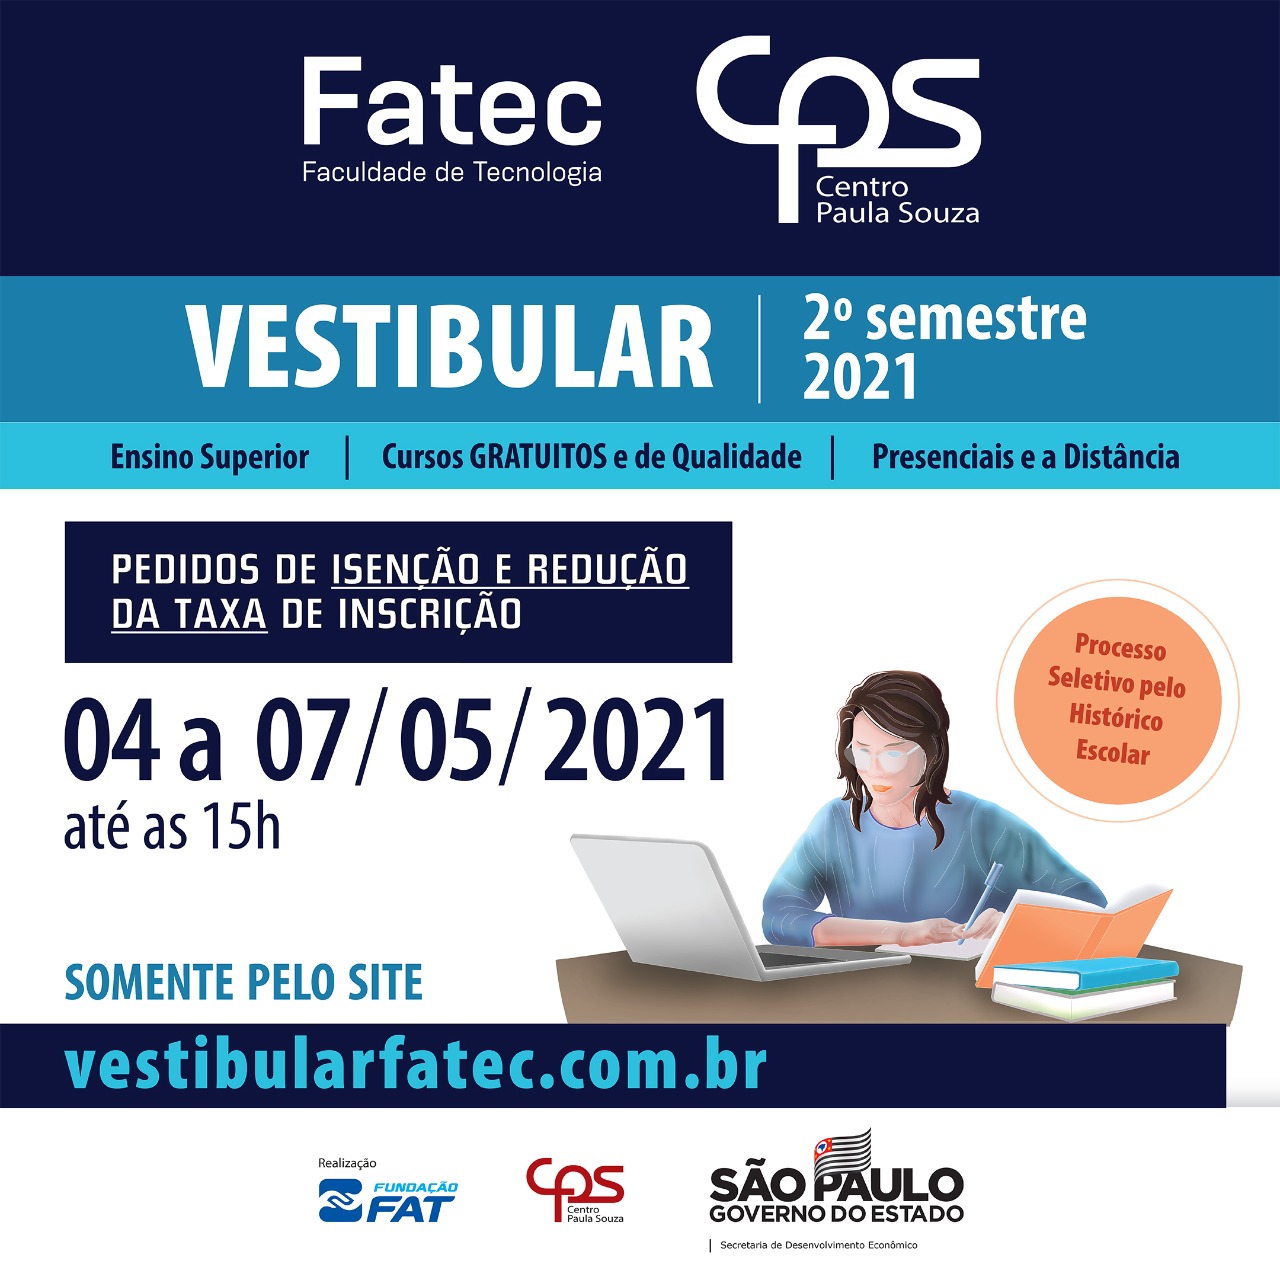 Fatec
Faculdade de Tecnologia
CPS
Centro
Paula Souza
VESTIBULAR
2º semestre
2021
Ensino Superior | Cursos GRATUITOS e de Qualidade | Presenciais e a Distância
PEDIDOS DE ISENÇÃO E REDUÇÃO
DA TAXA DE INSCRIÇÃO
04 a 07/05/2021
até as 15h
Processo
Seletivo pelo
Histórico
Escolar
SOMENTE PELO SITE
vestibularfatec.com.br
Realização
FUNDAÇÃO
FAT
CPS
Centro
Paula Souza
SÃO PAULO
GOVERNO DO ESTADO
Secretaria de Desenvolvimento Econômico